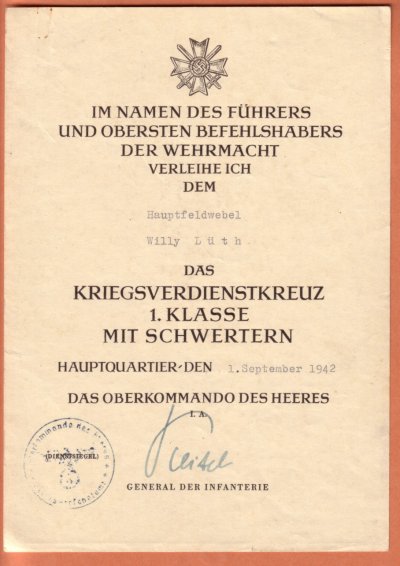 IM NAMEN DES FÜHRERS
UND OBERSTEN BEFEHLSHABERS
DER WEHRMACHT
VERLEIHE ICH
DEM
Hauptfeldwebel
Willy Lüth
DAS
KRIEGSVERDIENSTKREUZ
1. KLASSE
MIT SCHWERTERN
HAUPTQUARTIER·DEN 1.September 1942
DAS OBERKOMMANDO DES HEERES
I. A.
(DIENSTSIEGEL)
GENERAL DER INFANTERIE